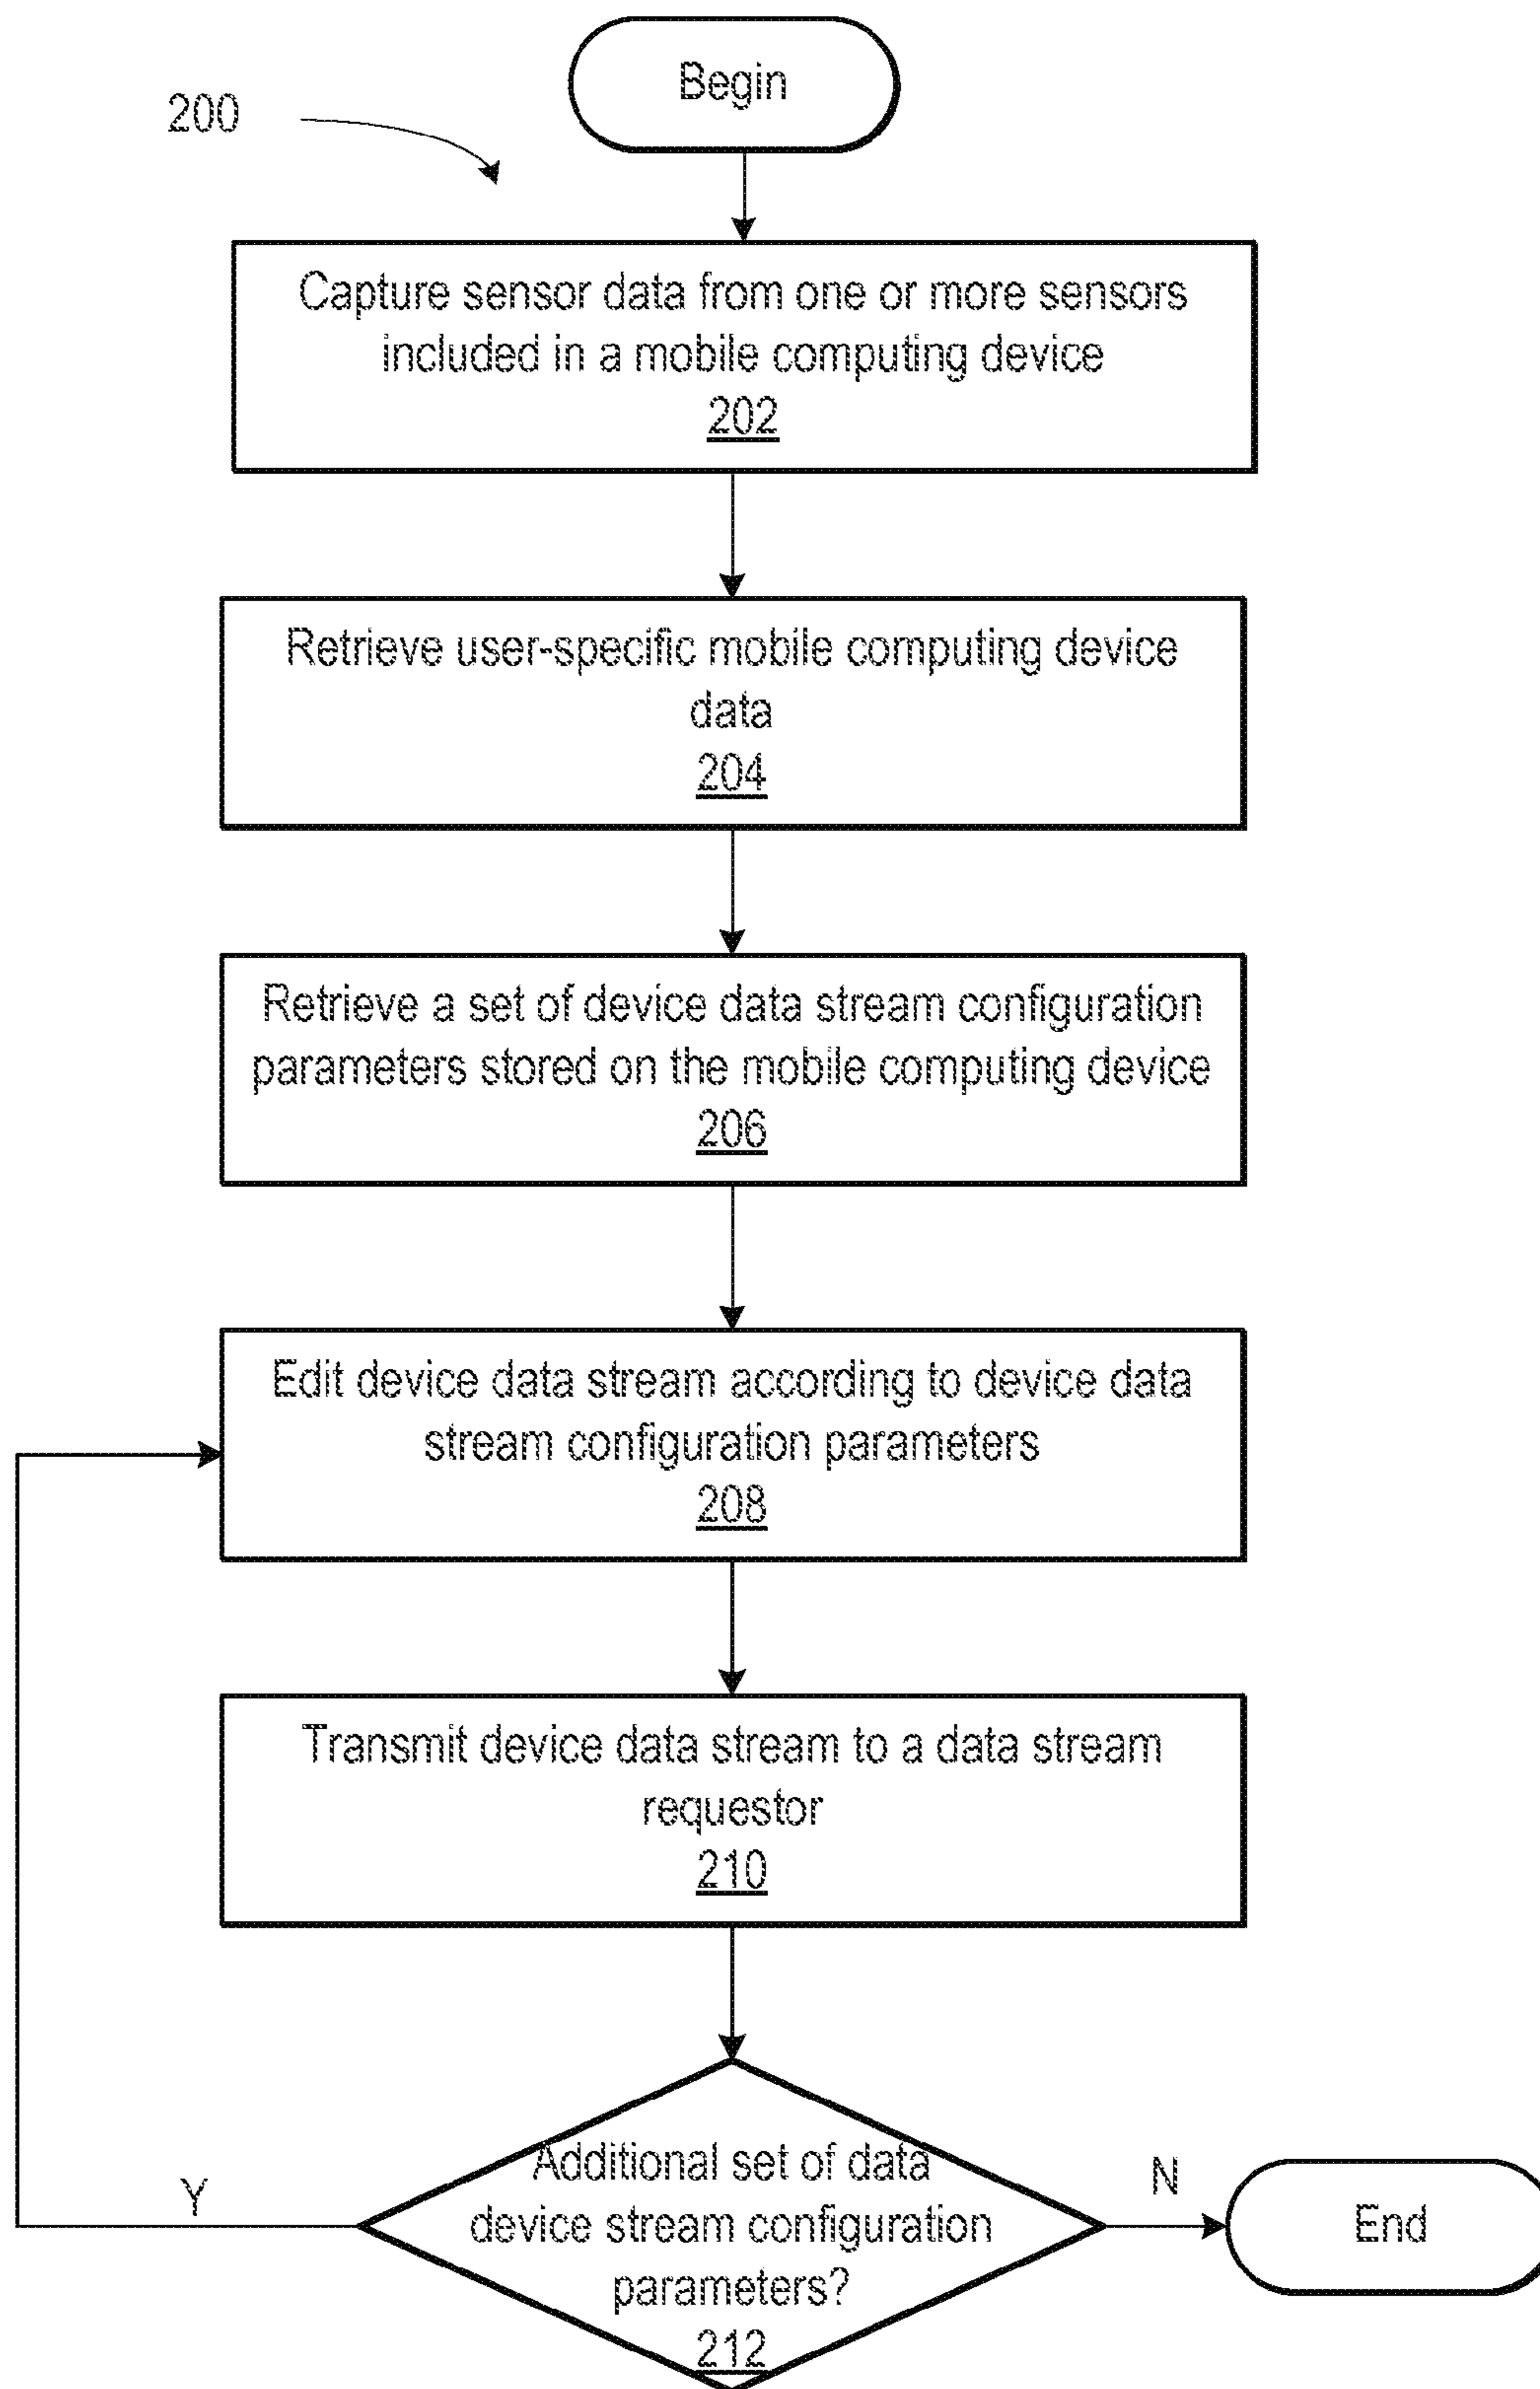 Begin
200
Capture sensor data from one or more sensors
included in a mobile computing device
202
Retrieve user-specific mobile computing device
data
204
Retrieve a set of device data stream configuration
parameters stored on the mobile computing device
206
Edit device data stream according to device data
stream configuration parameters
208
Transmit device data stream to a data stream
requestor
210
Additional set of data
device stream configuration
parameters?
212
Y
N
End